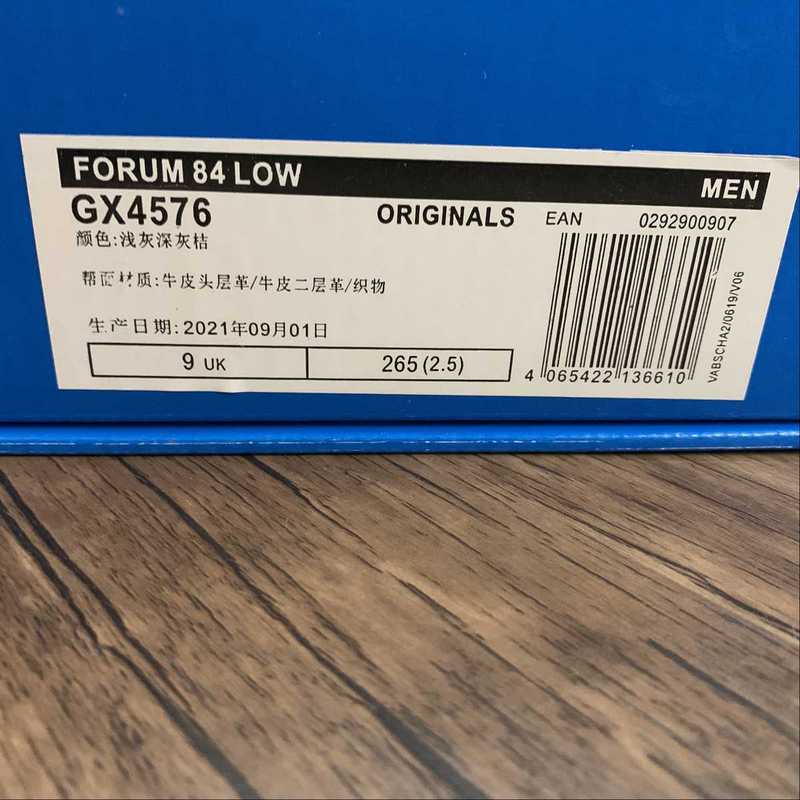 FORUM 84 LOW
MEN
GX4576
ORIGINALS
EAN
0292900907
颜色:浅灰深灰桔
帮面材质:牛皮头层革/牛皮二层革/织物
生产日期:2021年09月01日
9 UK
265(2.5)
4 065422 136610
VABSCHA2/0619/V06